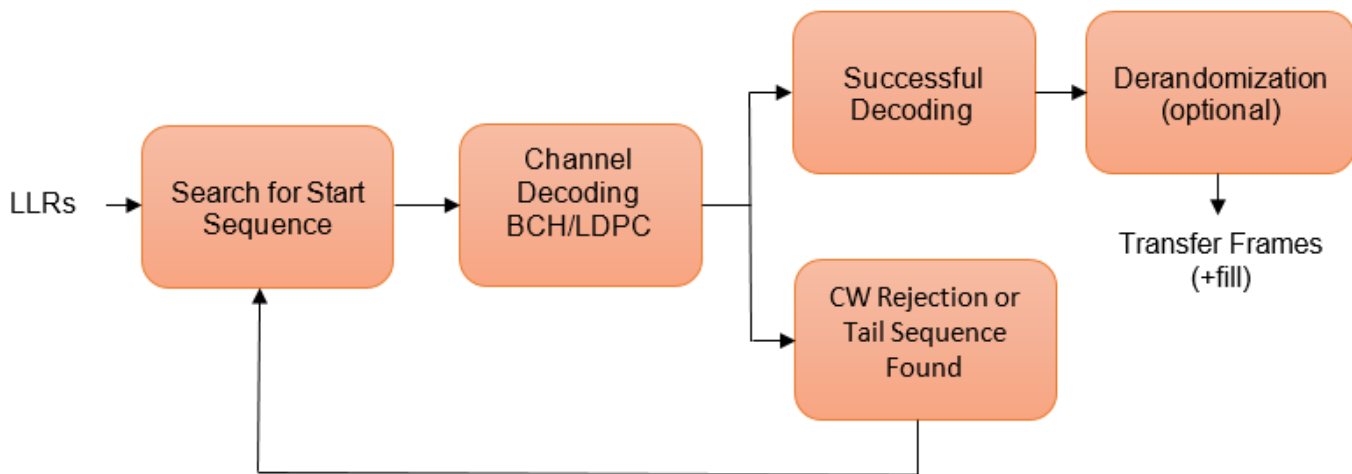 LLRs
Search for Start
Sequence
Channel
Decoding
BCH/LDPC
Successful
Decoding
Derandomization
(optional)
Transfer Frames
(+fill)
CW Rejection or
Tail Sequence
Found